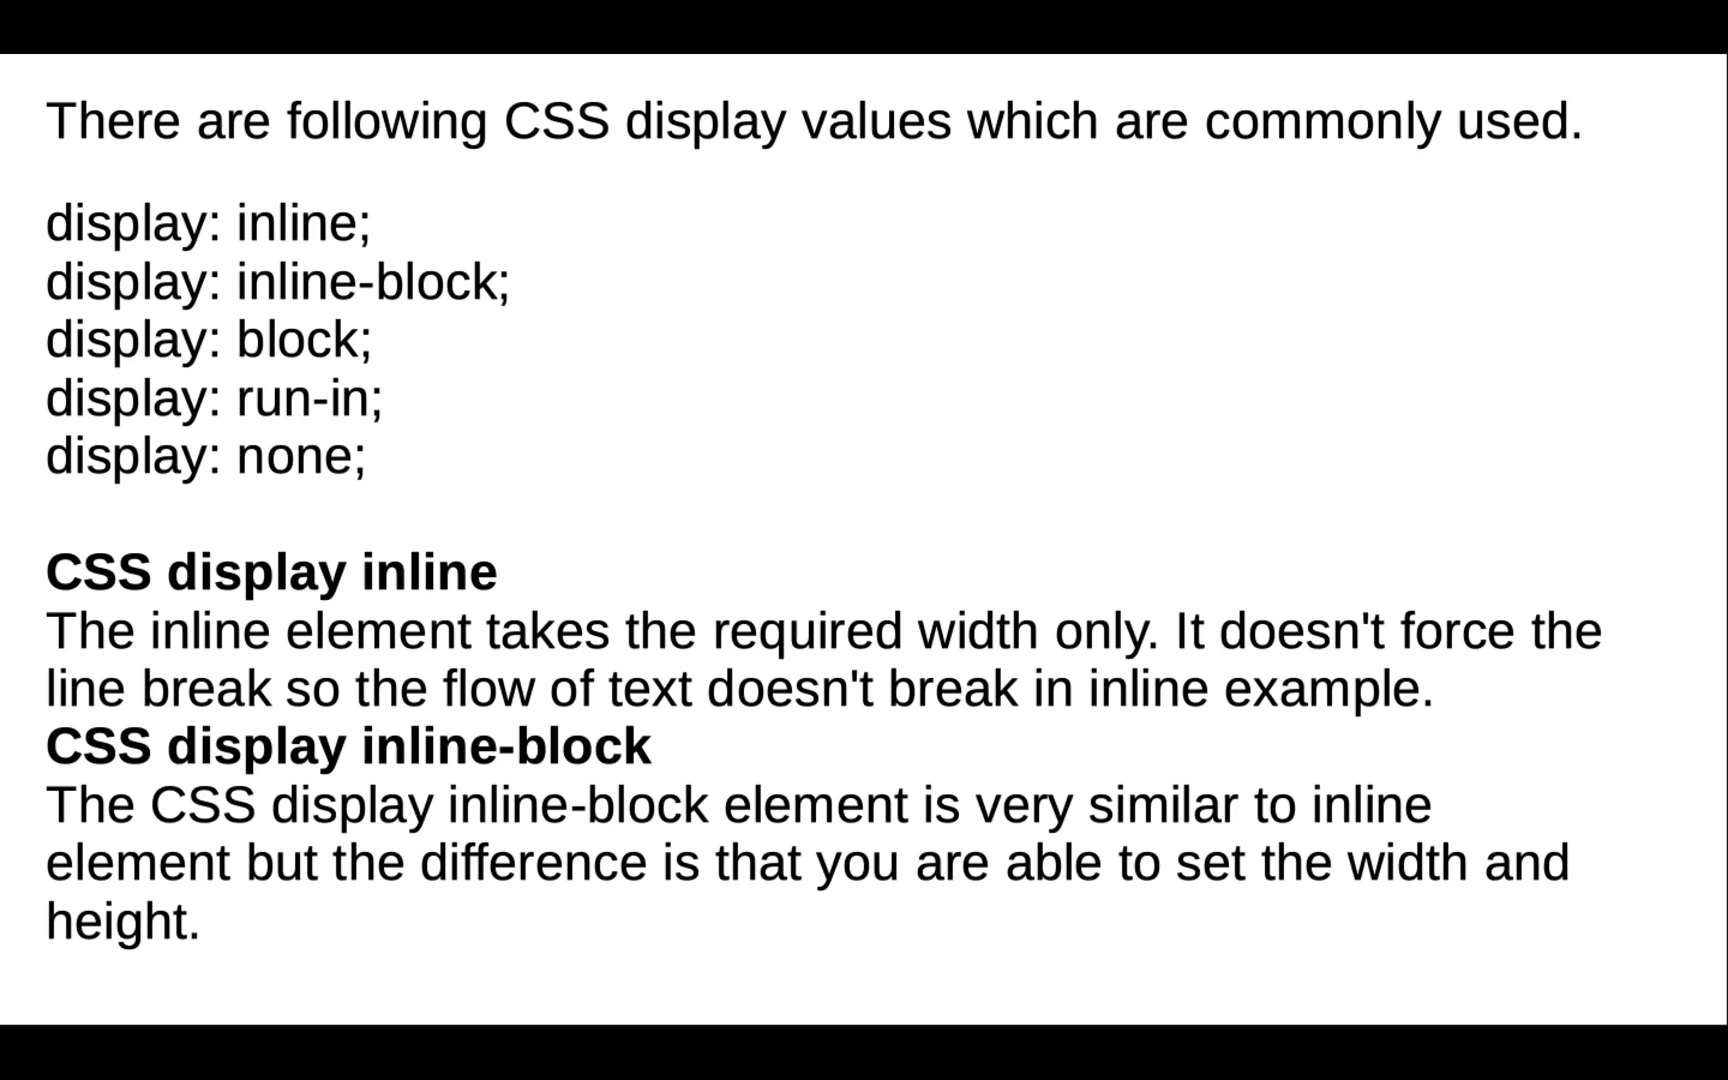 There are following CSS display values which are commonly used.
display: inline;
display: inline-block;
display: block;
display: run-in;
display: none;
CSS display inline
The inline element takes the required width only. It doesn't force the
line break so the flow of text doesn't break in inline example.
CSS display inline-block
The CSS display inline-block element is very similar to inline
element but the difference is that you are able to set the width and
height.